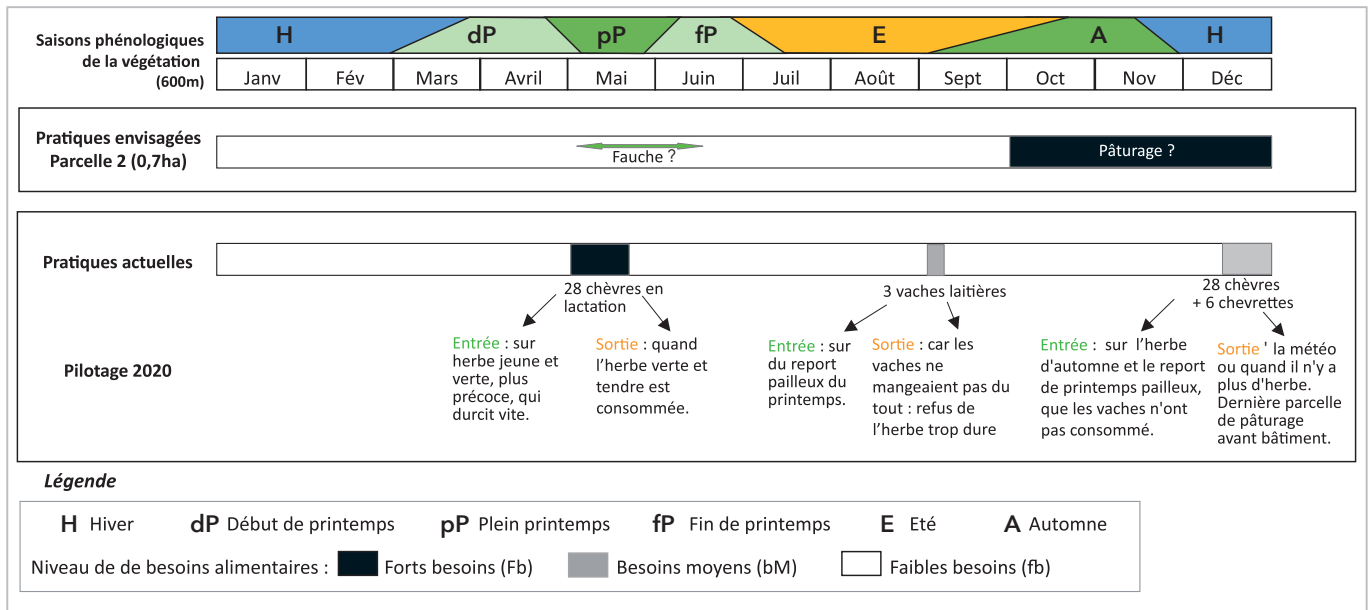 Saisons phénologiques
de la végétation
(600m)
H dP pP fP E A H
Janv Fév Mars Avril Mai Juin Juil Août Sept Oct Nov Déc
Pratiques envisagées
Parcelle 2 (0,7ha)
Fauche ?
Pâturage ?
Pratiques actuelles
28 chèvres en
lactation
3 vaches laitières
28 chèvres
+ 6 chevrettes
Pilotage 2020
Entrée : sur
herbe jeune et
verte, plus
précoce, qui
durcit vite.
Sortie : quand
l'herbe verte et
tendre est
consommée.
Entrée : sur
du report
pailleux du
printemps.
Sortie : car les
vaches ne
mangeaient pas du
tout : refus de
l'herbe trop dure
Entrée : sur l'herbe
d'automne et le report
de printemps pailleux,
que les vaches n'ont
pas consommé.
Sortie ' la météo
ou quand il n'y a
plus d'herbe.
Dernière parcelle
de pâturage
avant bâtiment.
Légende
H Hiver dP Début de printemps pP Plein printemps fP Fin de printemps E Eté A Automne
Niveau de de besoins alimentaires : Forts besoins (Fb) Besoins moyens (bM) Faibles besoins (fb)